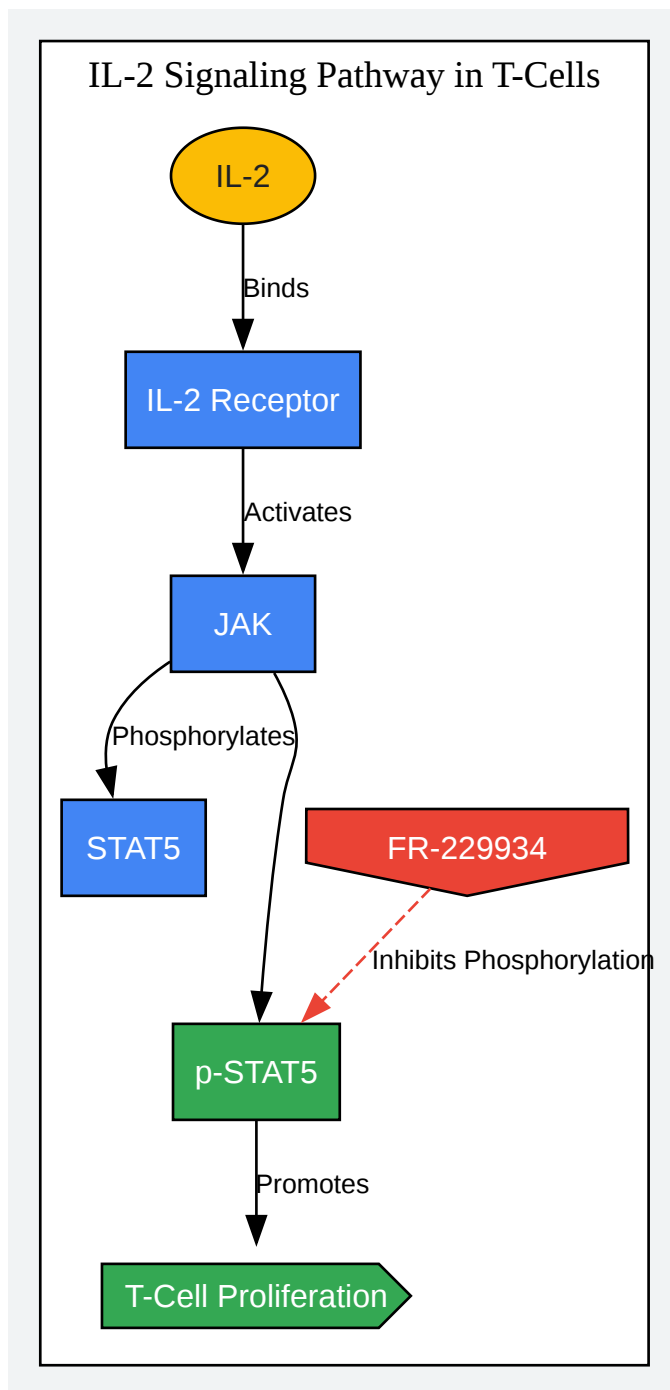 IL-2 Signaling Pathway in T-Cells
IL-2
Binds
IL-2 Receptor
Activates
JAK
Phosphorylates
STAT5
FR-229934
Inhibits Phosphorylation
p-STAT5
Promotes
T-Cell Proliferation